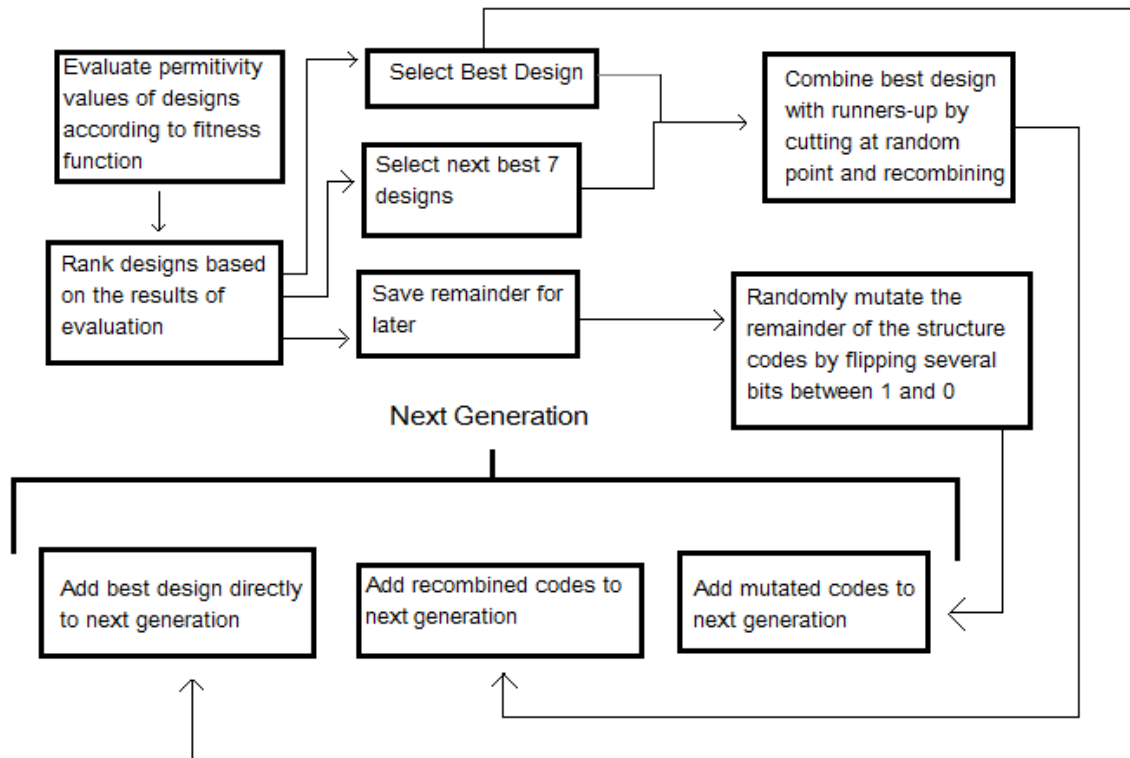 Evaluate permitivity
values of designs
according to fitness
function
Select Best Design
Combine best design
with runners-up by
cutting at random
point and recombining
Select next best 7
designs
Rank designs based
on the results of
evaluation
Save remainder for
later
Randomly mutate the
remainder of the structure
codes by flipping several
bits between 1 and 0
Next Generation
Add best design directly
to next generation
Add recombined codes to
next generation
Add mutated codes to
next generation